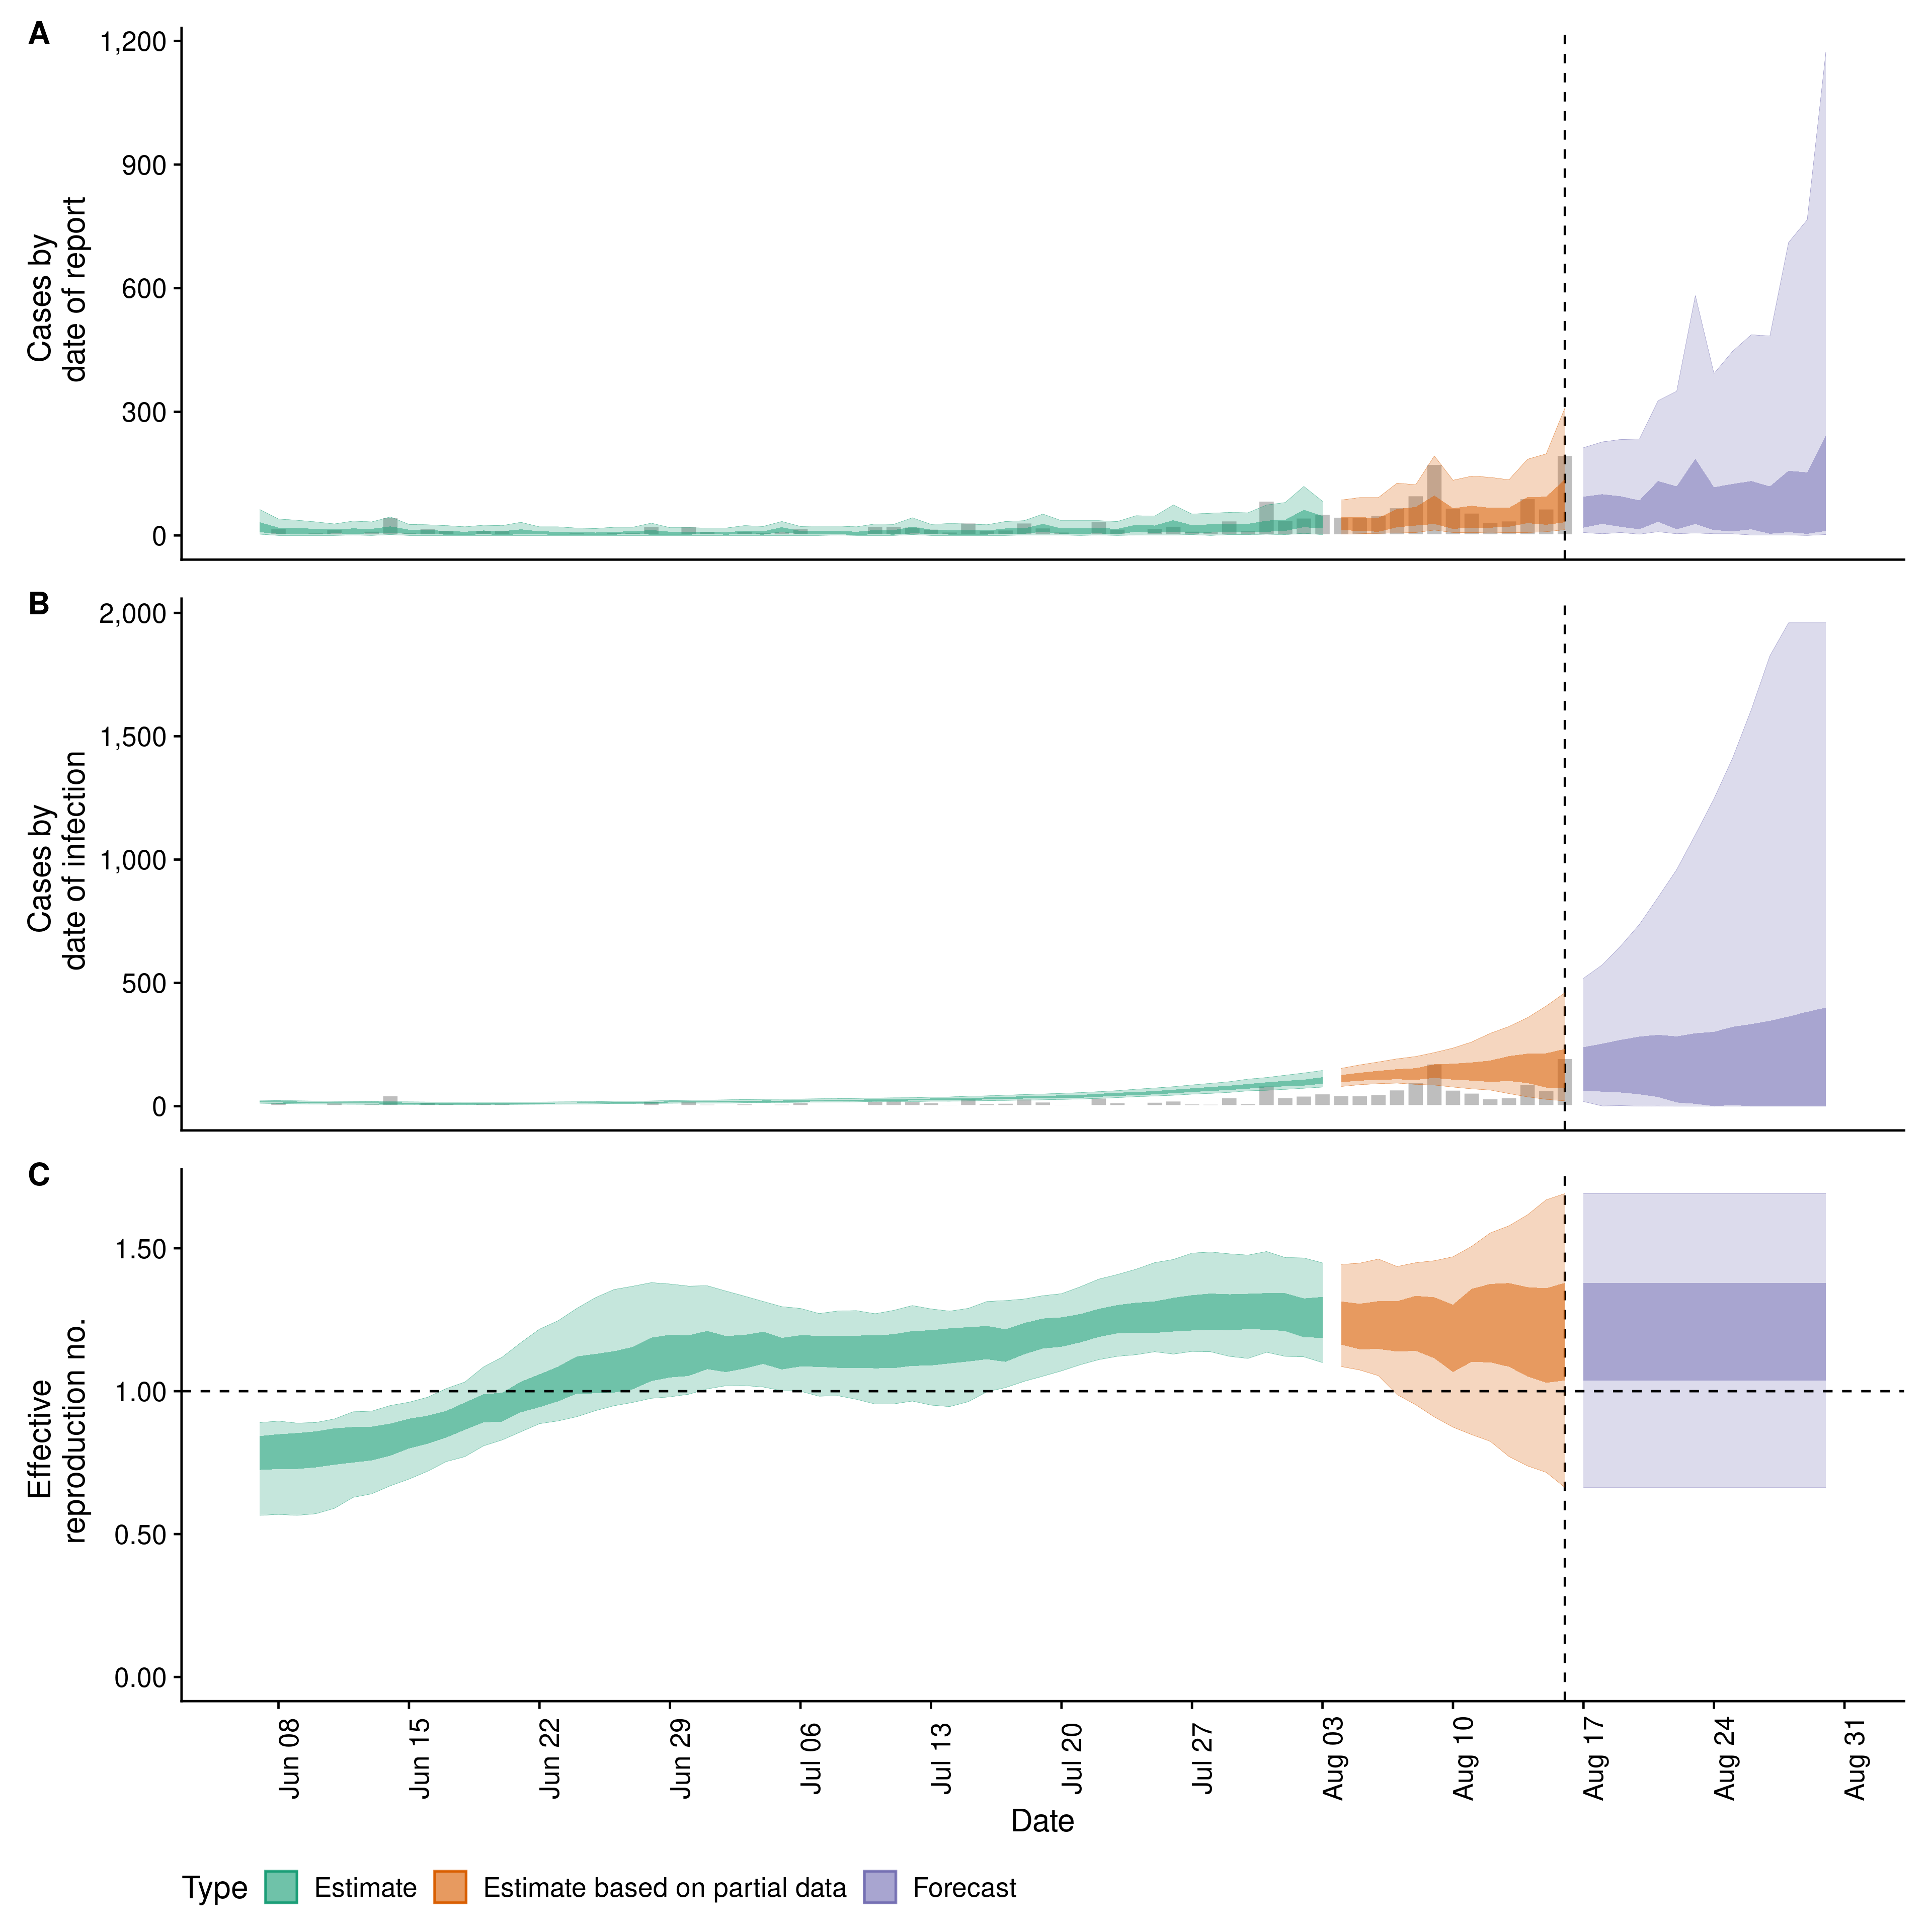 A
1,200
900
600
300
0
Cases by
date of report
B
2,000
1,500
1,000
500
0
Cases by
date of infection
C
1.50
1.00
0.50
0.00
Effective
reproduction no.
Jun 08
Jun 15
Jun 22
Jun 29
Jul 06
Jul 13
Jul 20
Jul 27
Aug 03
Aug 10
Aug 17
Aug 24
Aug 31
Date
Type Estimate Estimate based on partial data Forecast